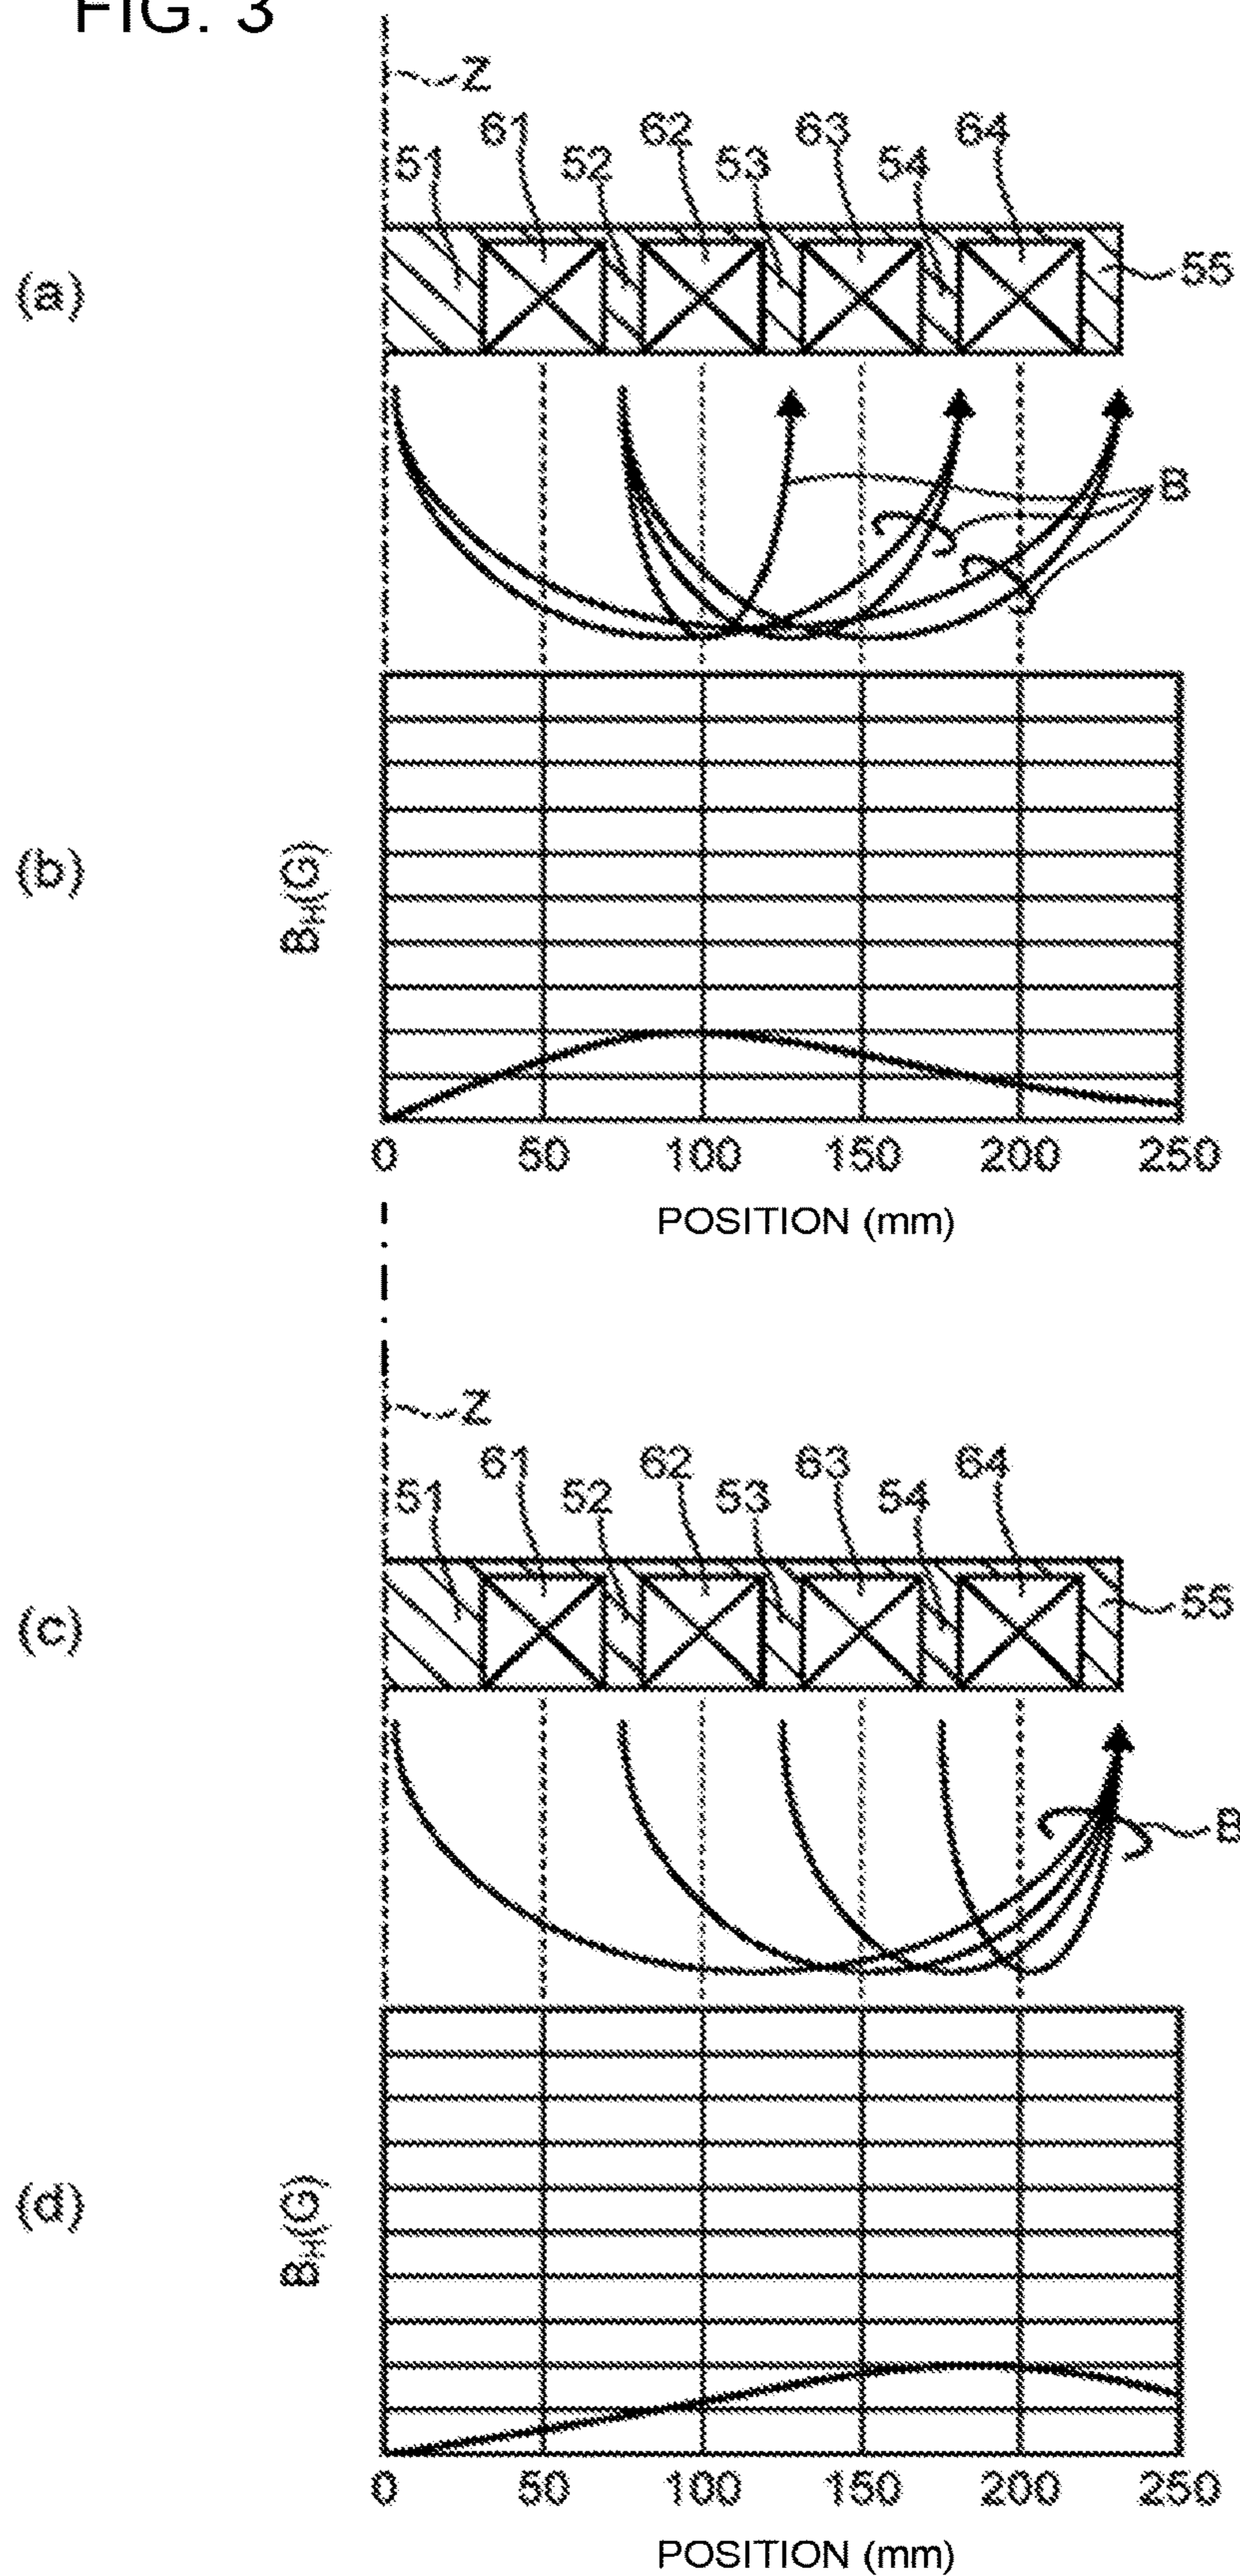 FIG. 3
Z
61 62 63 64
51 52 53 54
(a)
55
B
(b)
B_H(G)
0 50 100 150 200 250
POSITION (mm)
Z
61 62 63 64
51 52 53 54
(c)
55
B
(d)
B_H(G)
0 50 100 150 200 250
POSITION (mm)